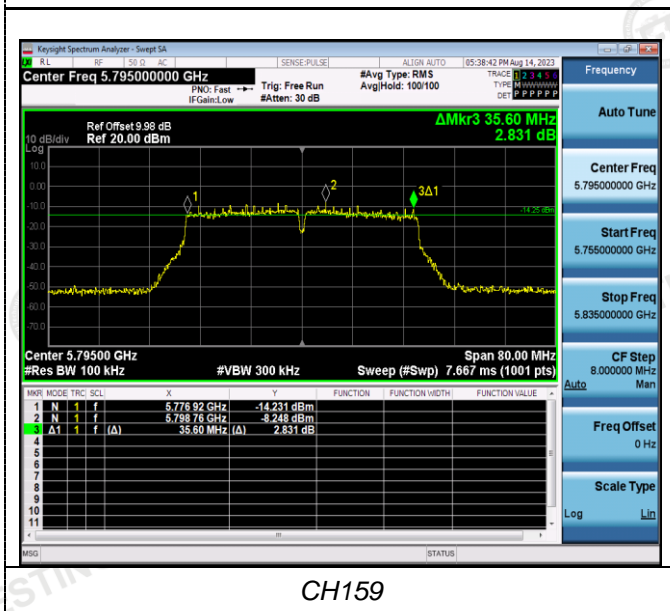 Keysight Spectrum Analyzer - Swept SA
RL RF 50 Ω AC SENSE:PULSE ALIGN AUTO 05:38:42 PM Aug 14, 2023
Center Freq 5.795000000 GHz
PNO: Fast
IFGain:Low
Trig: Free Run
#Atten: 30 dB
#Avg Type: RMS
Avg|Hold: 100/100
TRACE 1 2 3 4 5 6
TYPE MWWWWW
DET P P P P P P
Frequency
Auto Tune
Center Freq
5.795000000 GHz
Start Freq
5.755000000 GHz
Stop Freq
5.835000000 GHz
CF Step
8.000000 MHz
Auto Man
Freq Offset
0 Hz
Scale Type
Log Lin
Ref Offset 9.98 dB
10 dB/div Ref 20.00 dBm
Log
ΔMkr3 35.60 MHz
2.831 dB
10.0
0.00
-10.0
-20.0
-30.0
-40.0
-50.0
-60.0
-70.0
1
2
3Δ1
-14.25 dBm
Center 5.79500 GHz Span 80.00 MHz
#Res BW 100 kHz #VBW 300 kHz Sweep (#Swp) 7.667 ms (1001 pts)
MKR MODE TRC SCL X Y FUNCTION FUNCTION WIDTH FUNCTION VALUE
1 N 1 f 5.776 92 GHz -14.231 dBm
2 N 1 f 5.798 76 GHz -8.248 dBm
3 Δ1 1 f (Δ) 35.60 MHz (Δ) 2.831 dB
4
5
6
7
8
9
10
11
MSG STATUS
CH159